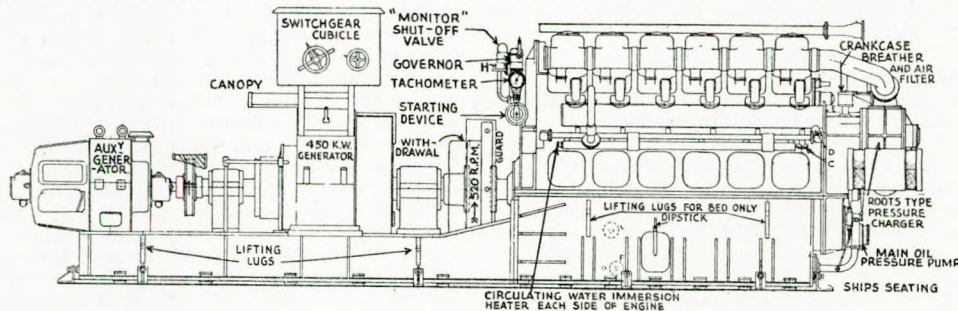 SWITCHGEAR
CUBICLE
"MONITOR"
SHUT-OFF
VALVE
GOVERNOR
H
TACHOMETER
STARTING
DEVICE
CANOPY
CRANKCASE
BREATHER
AND AIR
FILTER
AUXY
GENER
-ATOR
450 K.W.
GENERATOR
WITH-
DRAWAL
520 R.P.M.
GUARD
E
D
C
LIFTING
LUGS
LIFTING LUGS FOR BED ONLY
DIPSTICK
F
ROOTS TYPE
PRESSURE
CHARGER
MAIN OIL
PRESSURE PUMP
SHIPS SEATING
CIRCULATING WATER IMMERSION
HEATER EACH SIDE OF ENGINE